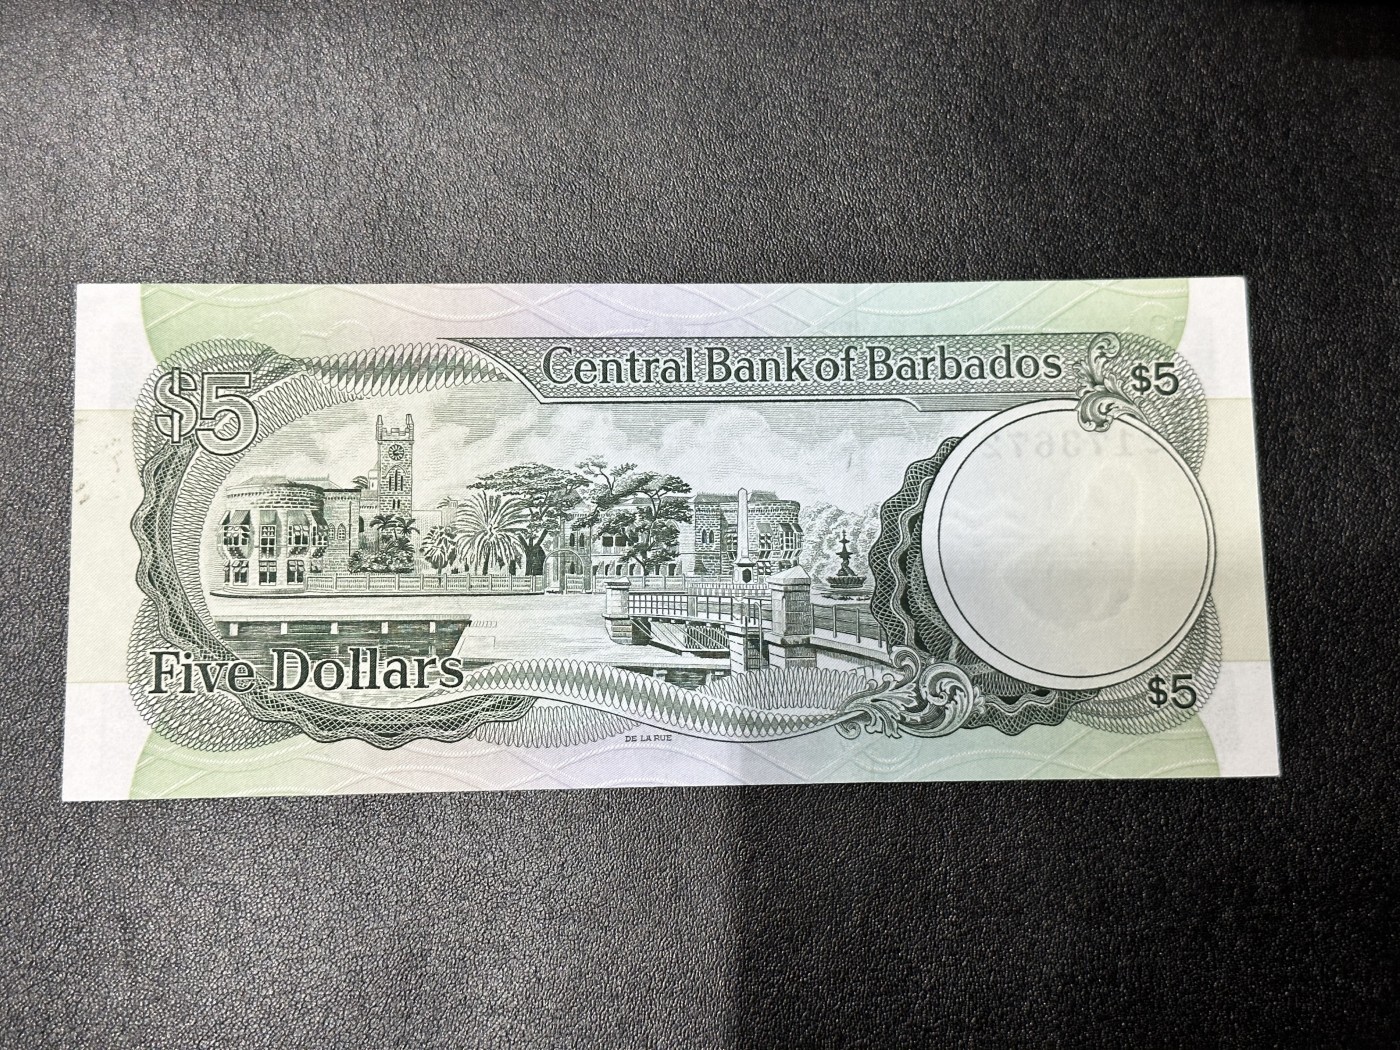 Central Bank of Barbados
$5
$5
Five Dollars
$5
DE LA RUE